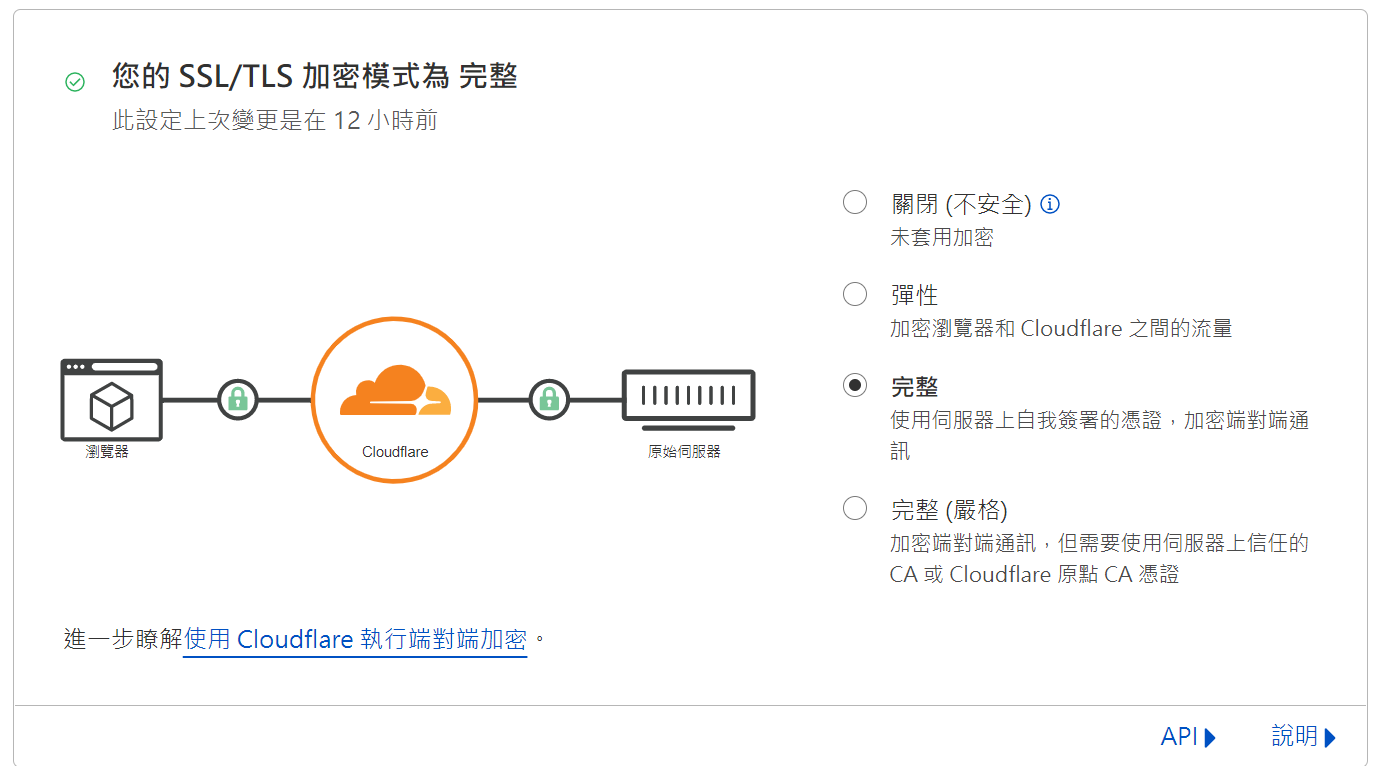 您的 SSL/TLS 加密模式為 完整
此設定上次變更是在 12 小時前
關閉 (不安全)
未套用加密
彈性
加密瀏覽器和 Cloudflare 之間的流量
完整
使用伺服器上自我簽署的憑證，加密端對端通
訊
完整 (嚴格)
加密端對端通訊，但需要使用伺服器上信任的
CA 或 Cloudflare 原點 CA 憑證
瀏覽器
Cloudflare
原始伺服器
進一步瞭解使用 Cloudflare 執行端對端加密。
API
說明